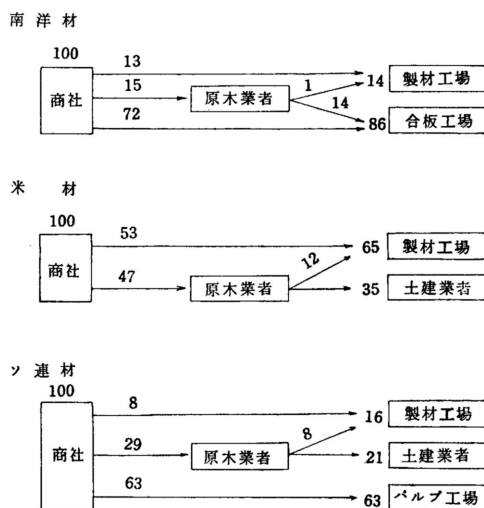 南洋材
100
13
商社
15
原木業者
1
14
14
製材工場
72
86
合板工場
米材
100
53
商社
47
原木業者
12
65
製材工場
35
土建業者
ソ連材
100
8
商社
29
原木業者
8
16
製材工場
21
土建業者
63
63
パルプ工場